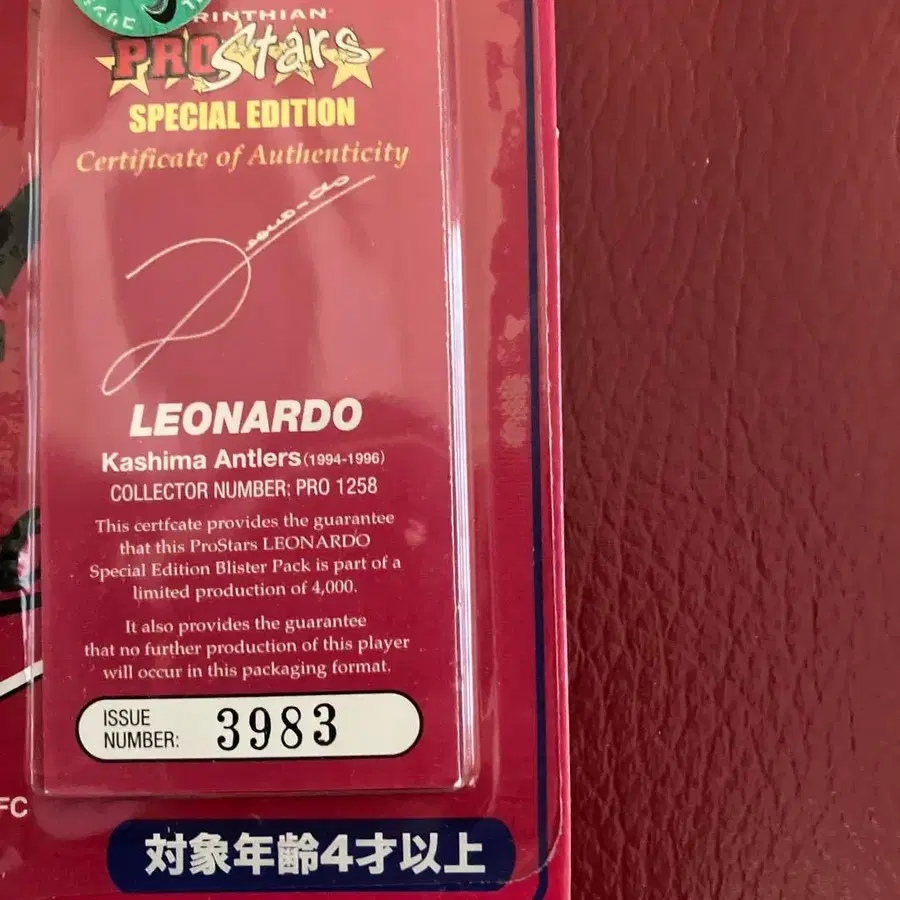 RINTHIAN
PROStars
SPECIAL EDITION
Certificate of Authenticity
LEONARDO
Kashima Antlers (1994-1996)
COLLECTOR NUMBER: PRO 1258
This certfcate provides the guarantee
that this ProStars LEONARDO
Special Edition Blister Pack is part of a
limited production of 4,000.
It also provides the guarantee
that no further production of this player
will occur in this packaging format.
ISSUE
NUMBER: 3983
FC
対象年齢4才以上